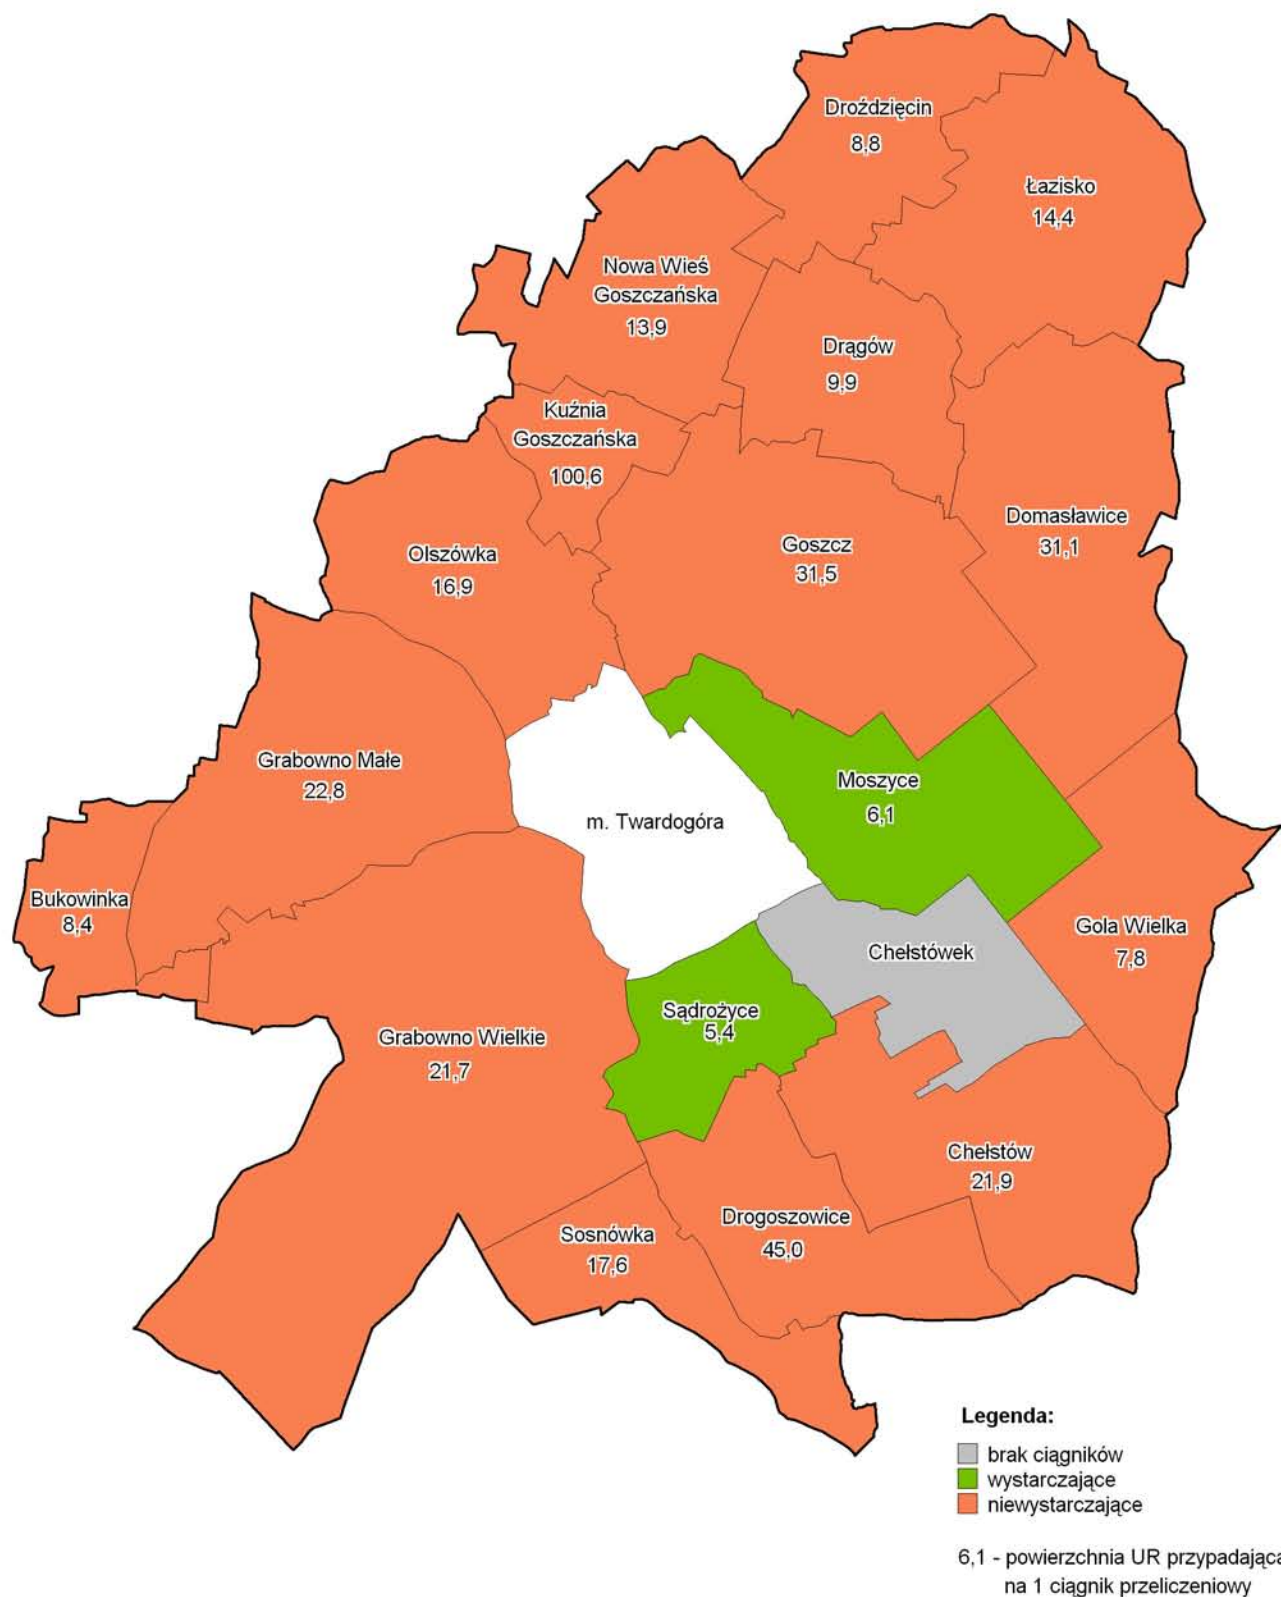 Droździęcin
8,8
Łazisko
14,4
Nowa Wieś
Goszczańska
13,9
Drągów
9,9
Kuźnia
Goszczańska
100,6
Domasławice
31,1
Goszcz
31,5
Olszówka
16,9
Grabowno Małe
22,8
Moszyce
6,1
m. Twardogóra
Bukowinka
8,4
Gola Wielka
7,8
Chełstówek
Sądrożyce
5,4
Grabowno Wielkie
21,7
Chełstów
21,9
Drogoszowice
45,0
Sosnówka
17,6
Legenda:
brak ciągników
wystarczające
niewystarczające
6,1 - powierzchnia UR przypadająca
na 1 ciągnik przeliczeniowy